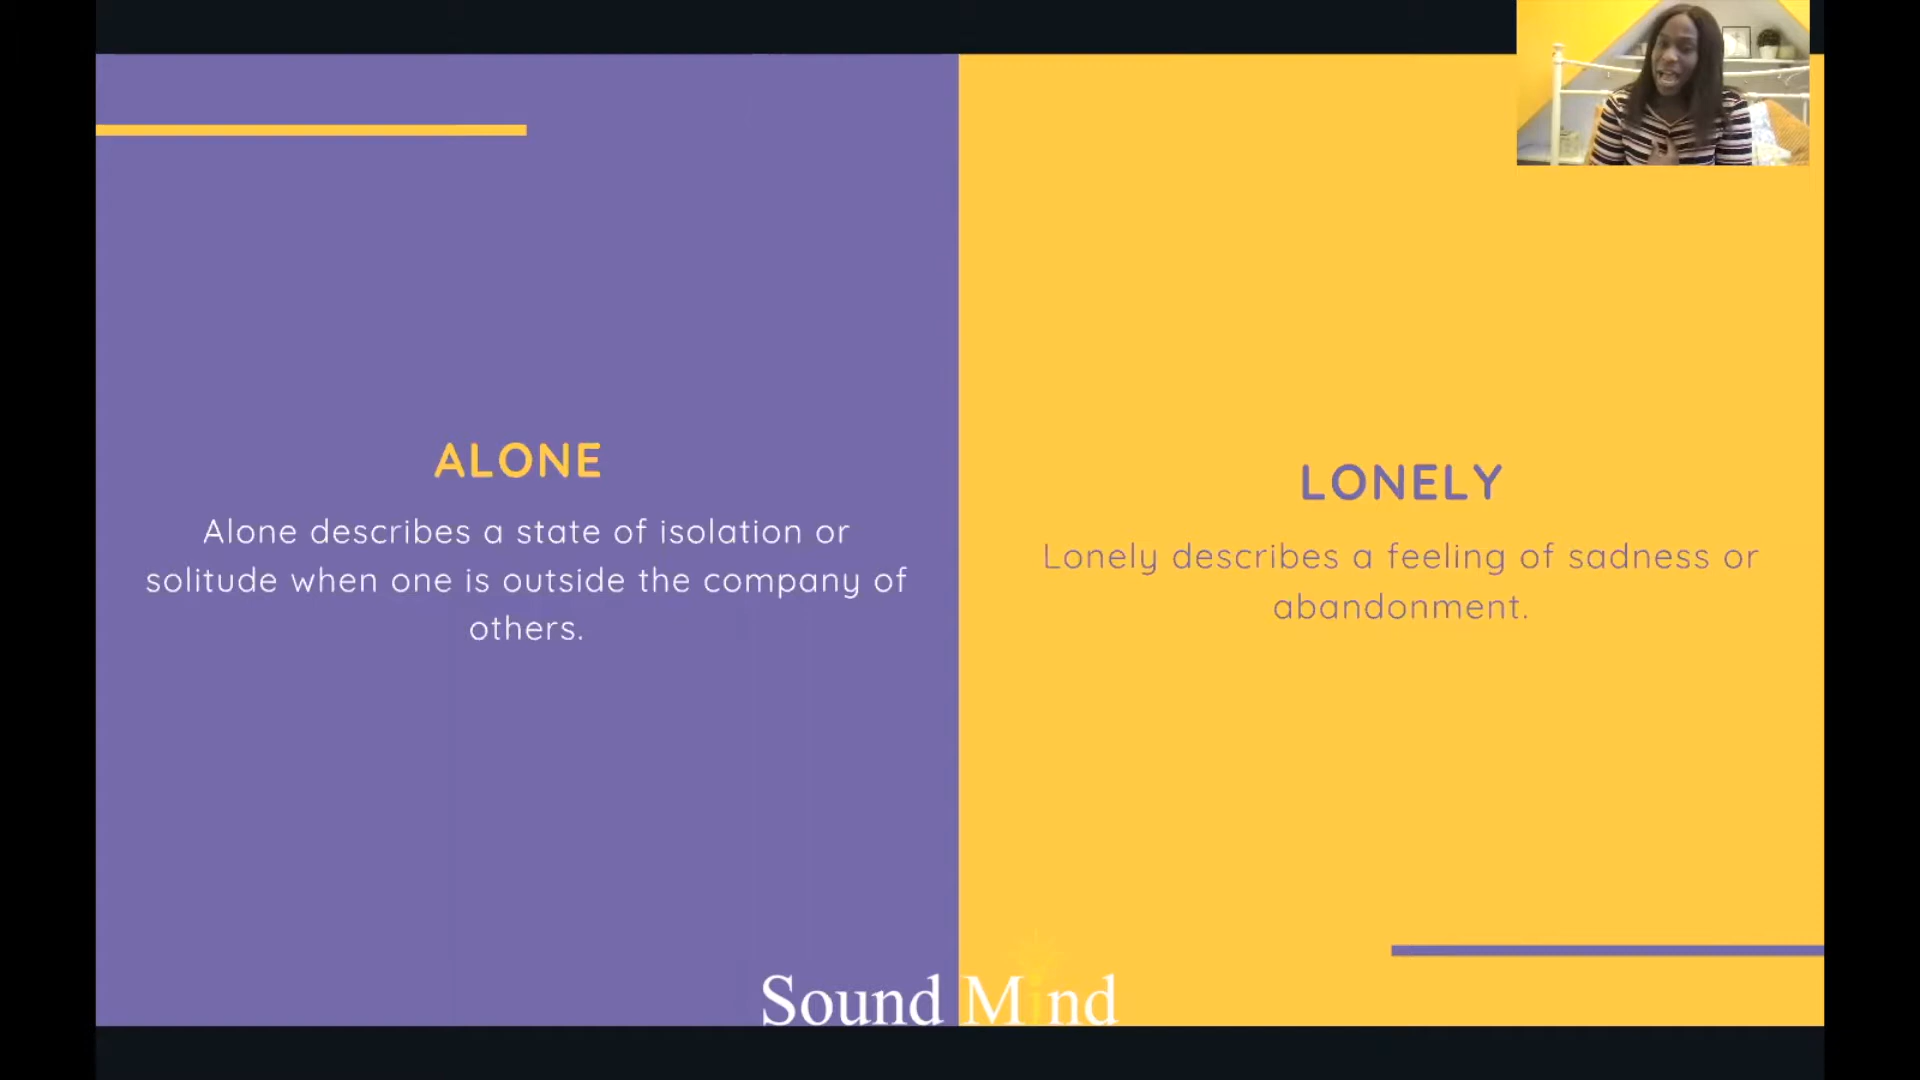 ALONE
Alone describes a state of isolation or
solitude when one is outside the company of
others.
LONELY
Lonely describes a feeling of sadness or
abandonment.
Sound Mind